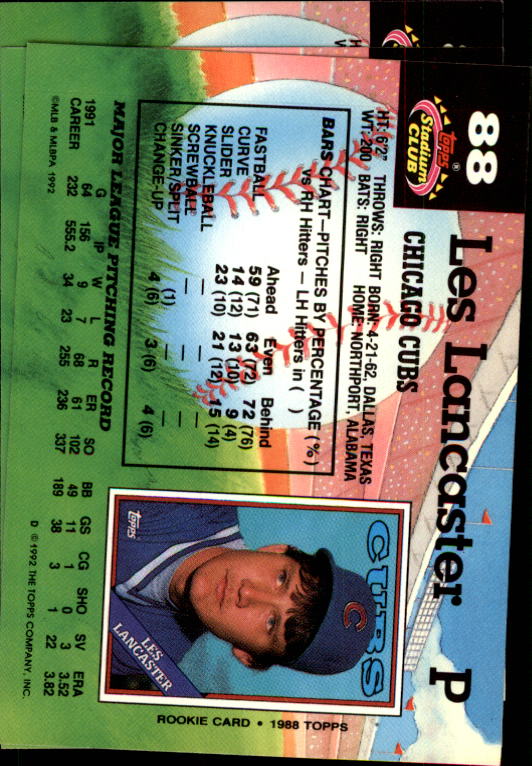 88
Les Lancaster P
topps®
Stadium
CLUB
CHICAGO CUBS
HT: 6'2" THROWS: RIGHT BORN: 4-21-62, DALLAS, TEXAS
WT: 200 BATS: RIGHT HOME: NORTHPORT, ALABAMA
BARS CHART—PITCHES BY PERCENTAGE (%)
vs RH Hitters — LH Hitters in ( )
Ahead Even Behind
FASTBALL 59 (71) 63 (72) 72 (76)
CURVE 14 (12) 13 (10) 9 (4)
SLIDER 23 (10) 21 (12) 15 (14)
KNUCKLEBALL — — —
SCREWBALL — — —
SINKER/SPLIT (1) — —
CHANGE-UP 4 (6) 3 (6) 4 (6)
CUBS
C
topps
LES
LANCASTER
ROOKIE CARD • 1988 TOPPS
MAJOR LEAGUE PITCHING RECORD
G IP W L R ER SO BB GS CG SHO SV ERA
1991 64 156 9 7 68 61 102 49 11 1 0 3 3.52
CAREER 232 555.2 34 23 255 236 337 189 38 3 1 22 3.82
©MLB & MLBPA 1992
D ©1992 THE TOPPS COMPANY, INC.